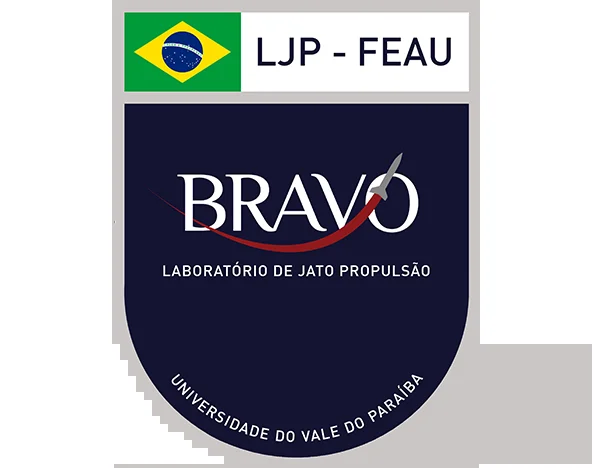 LJP - FEAU
BRAVO
LABORATÓRIO DE JATO PROPULSÃO
UNIVERSIDADE DO VALE DO PARAÍBA